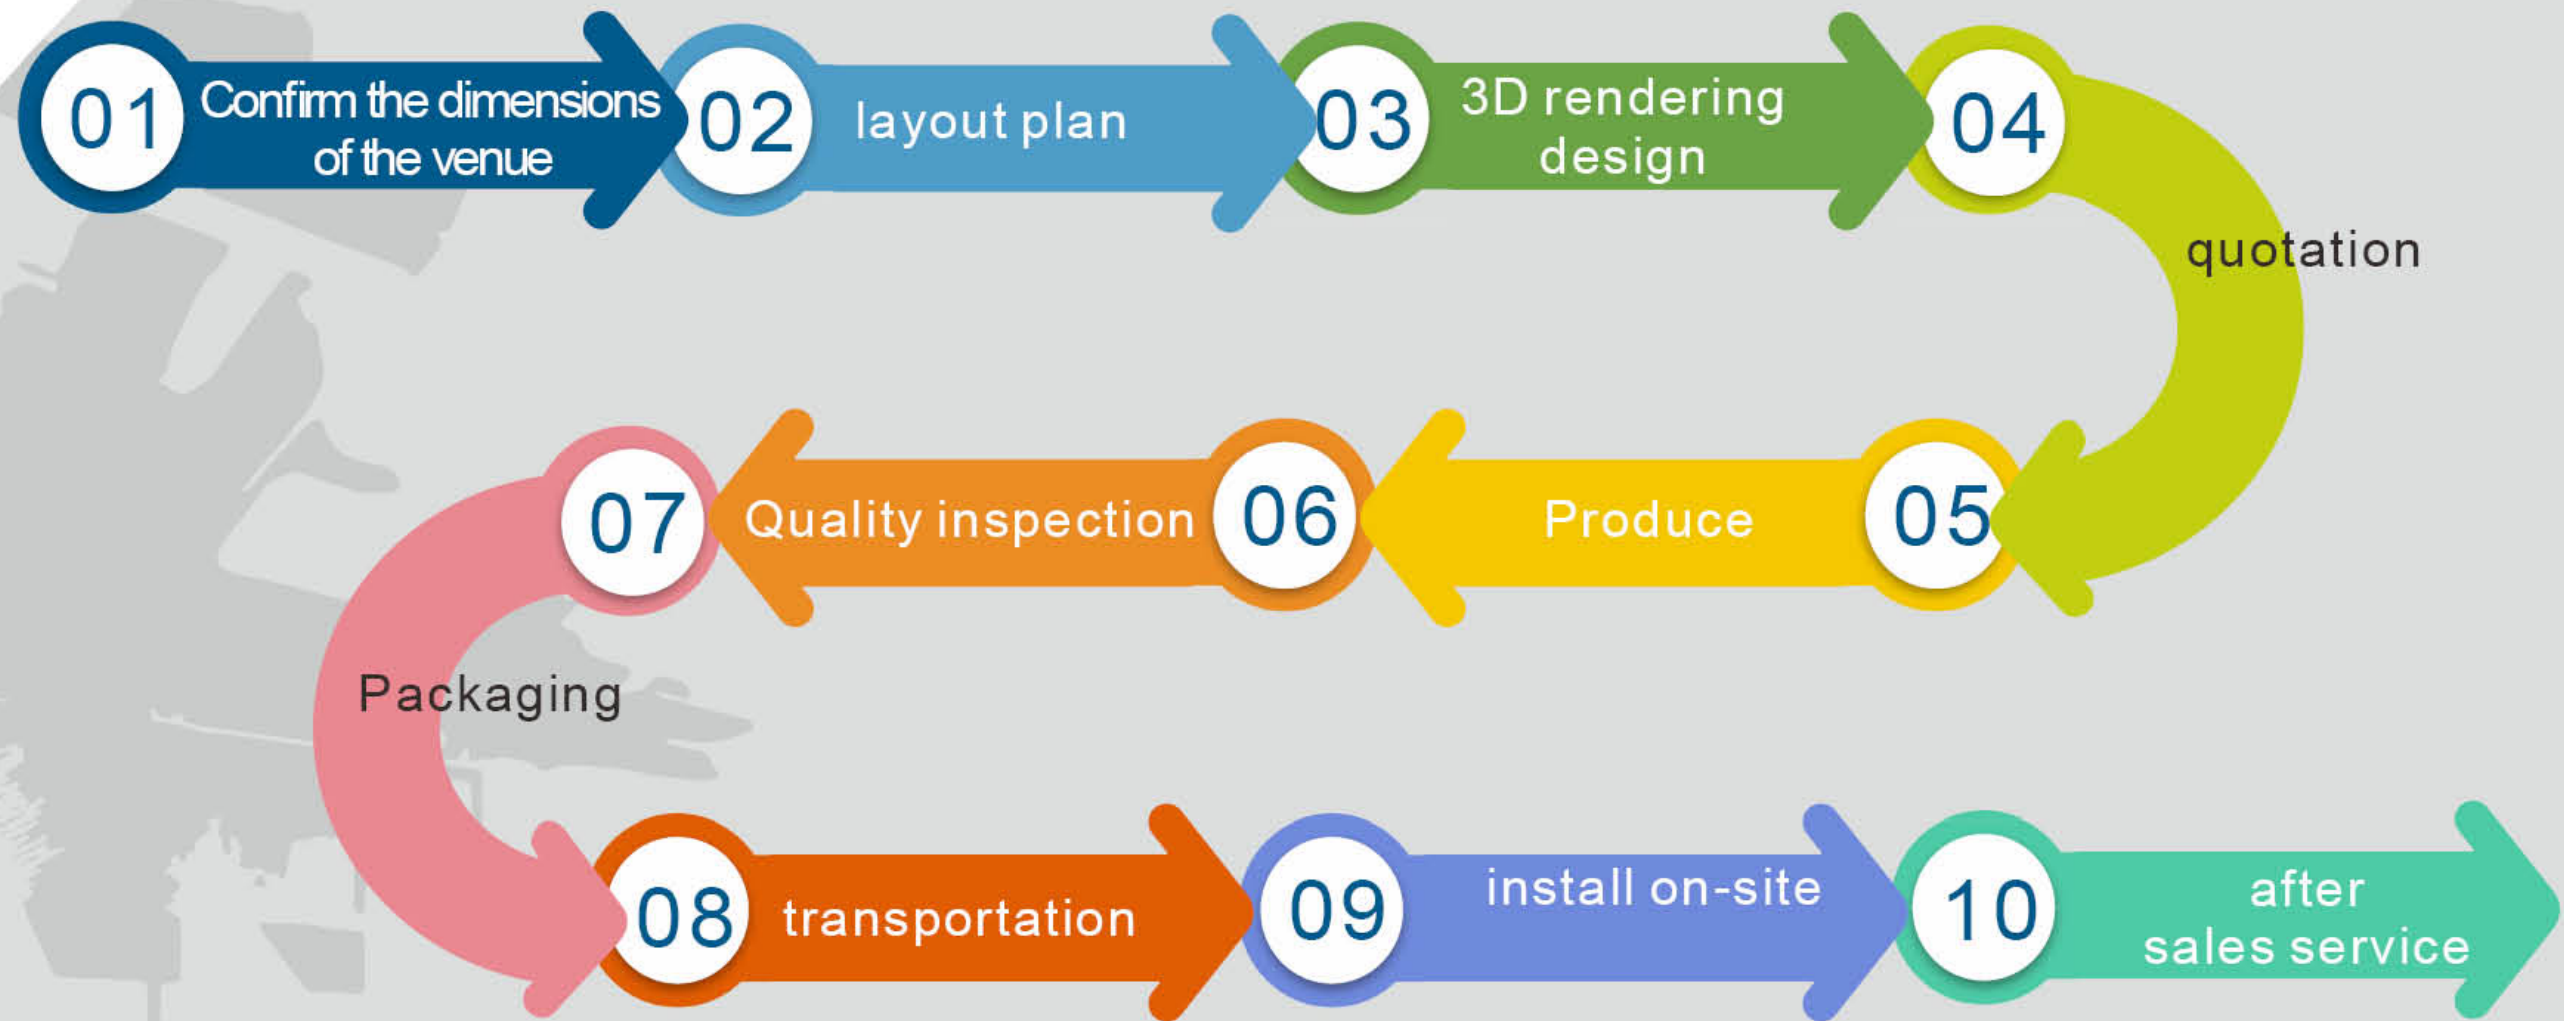 01
Confirm the dimensions
of the venue
02
layout plan
03
3D rendering
design
04
quotation
05
Produce
06
Quality inspection
07
Packaging
08
transportation
09
install on-site
10
after
sales service